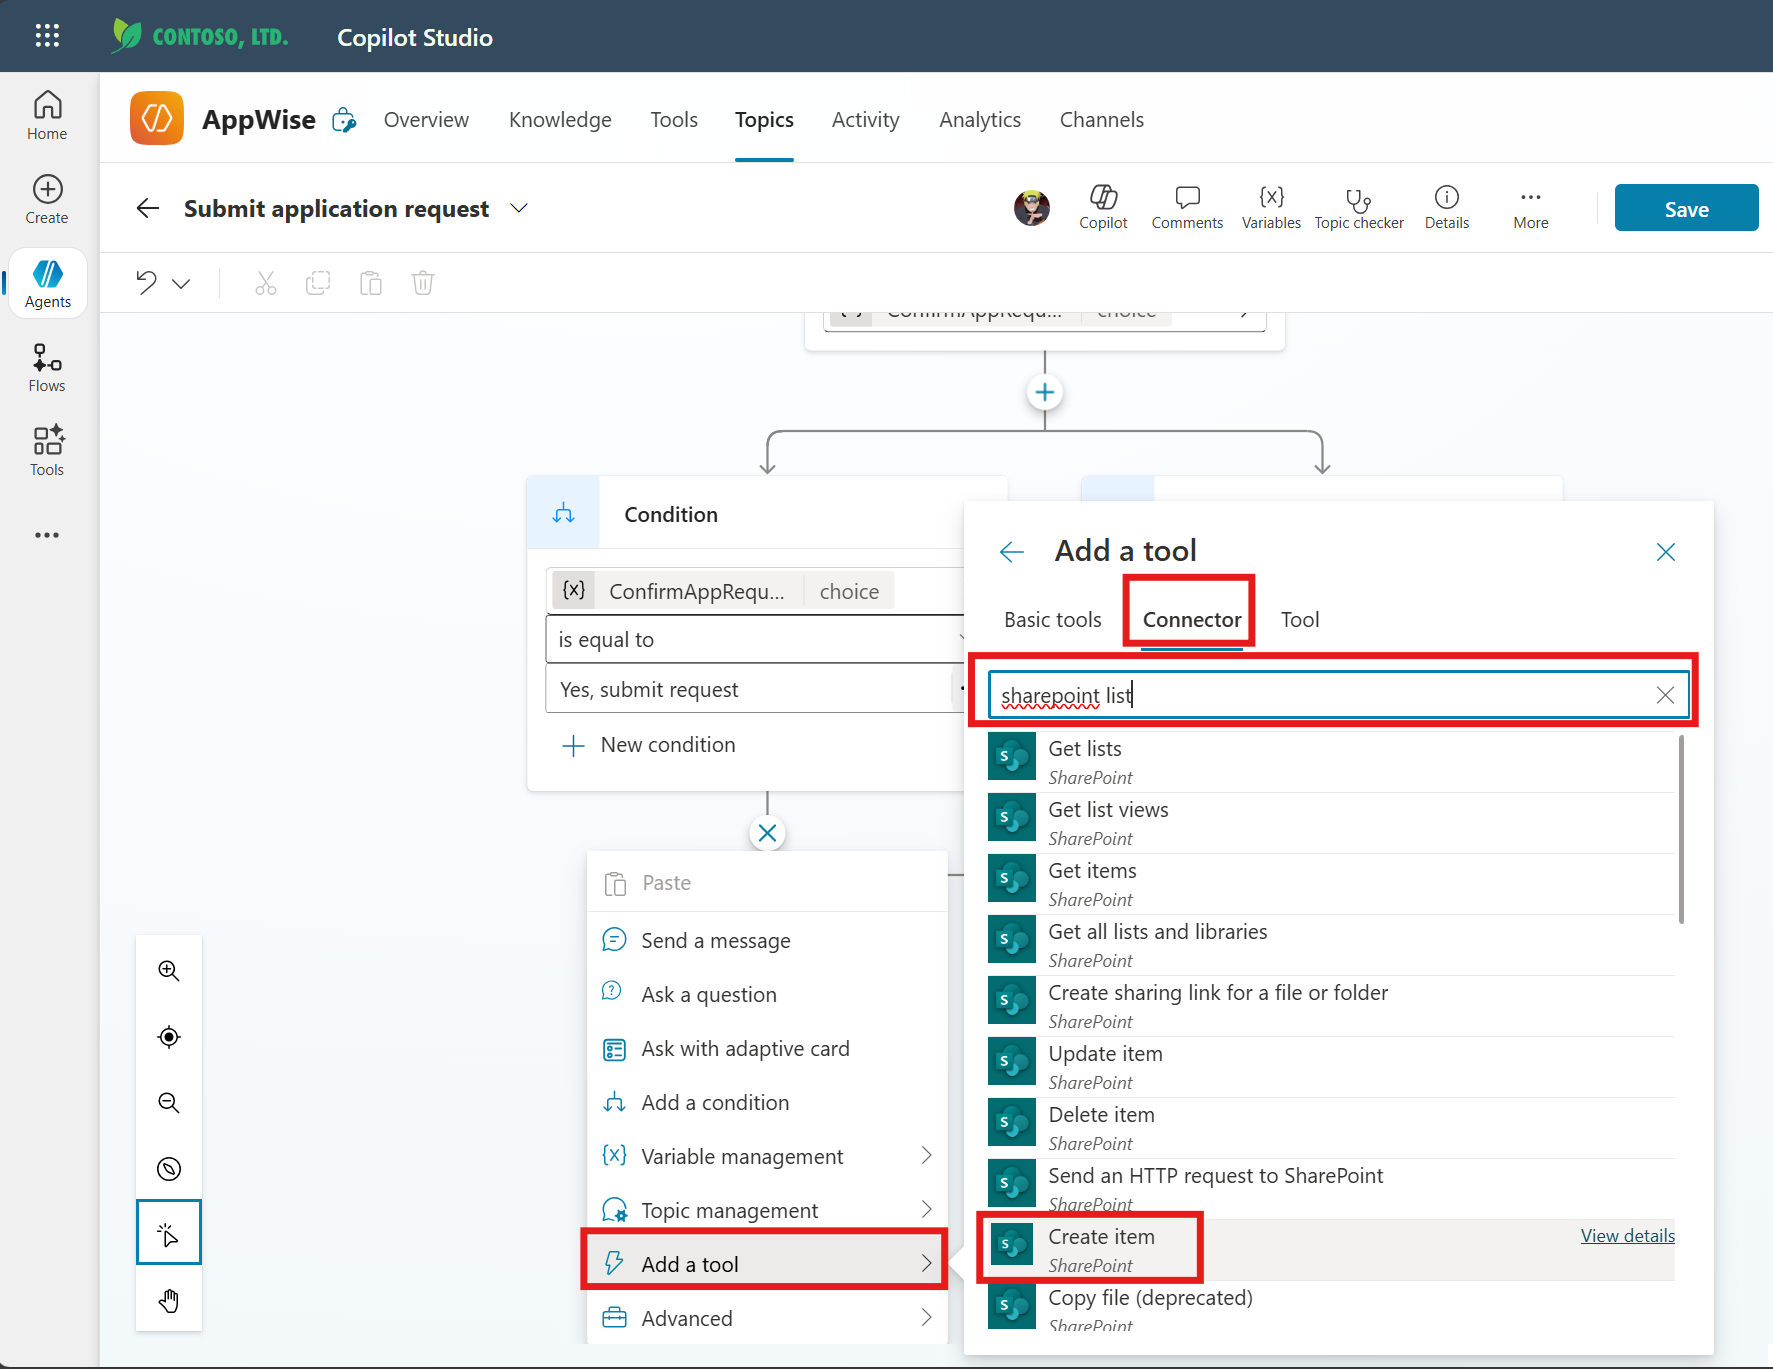 CONTOSO, LTD.
Copilot Studio
Home
Create
Agents
Flows
Tools
AppWise
Overview
Knowledge
Tools
Topics
Activity
Analytics
Channels
Submit application request
Copilot
Comments
Variables
Topic checker
Details
More
Save
ConfirmAppRequ... choice
Condition
{x} ConfirmAppRequ... choice
is equal to
Yes, submit request
New condition
Paste
Send a message
Ask a question
Ask with adaptive card
Add a condition
Variable management
Topic management
Add a tool
Advanced
Add a tool
Basic tools
Connector
Tool
sharepoint list
Get lists
SharePoint
Get list views
SharePoint
Get items
SharePoint
Get all lists and libraries
SharePoint
Create sharing link for a file or folder
SharePoint
Update item
SharePoint
Delete item
SharePoint
Send an HTTP request to SharePoint
SharePoint
Create item
View details
SharePoint
Copy file (deprecated)
SharePoint